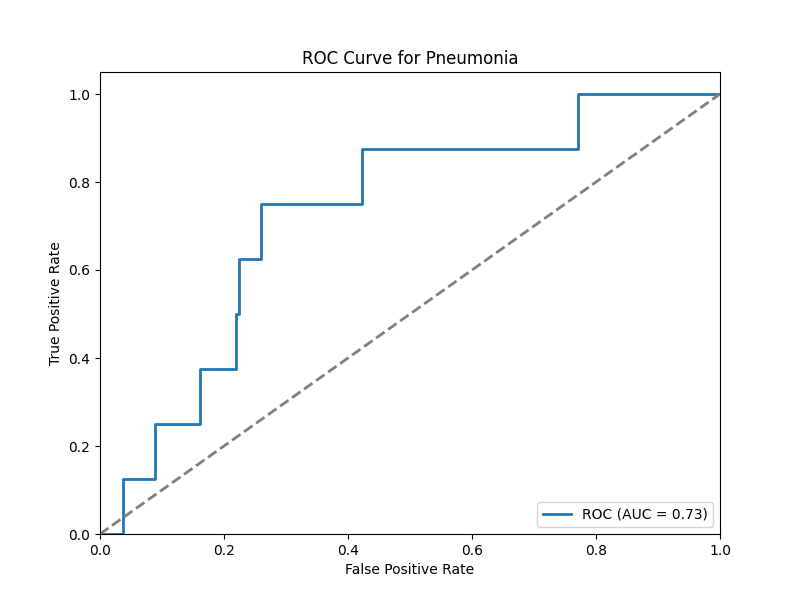 ROC Curve for Pneumonia
True Positive Rate
1.0
0.8
0.6
0.4
0.2
0.0
0.0 0.2 0.4 0.6 0.8 1.0
False Positive Rate
ROC (AUC = 0.73)